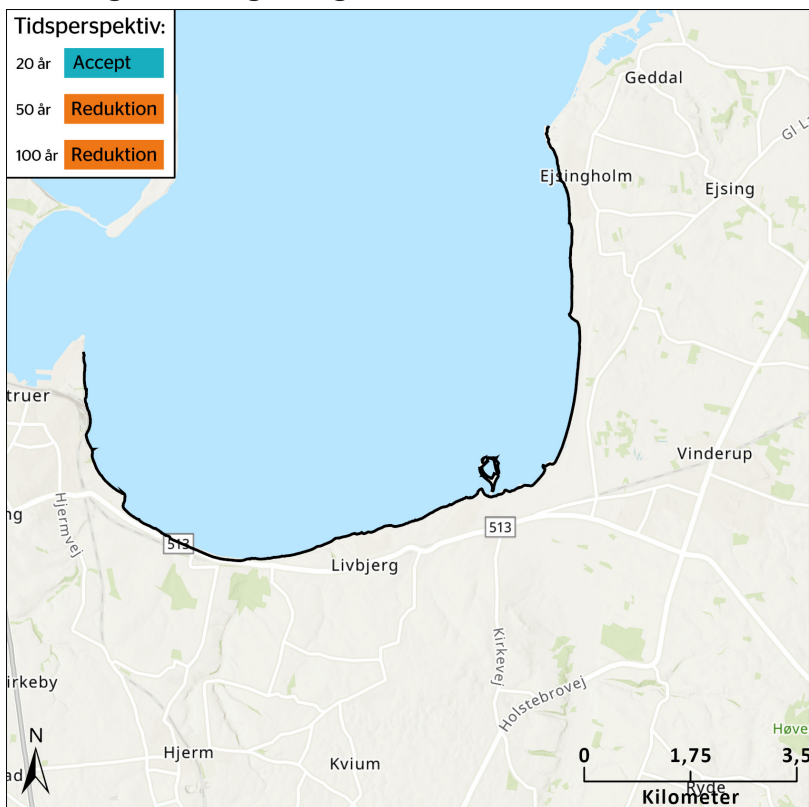 Tidsperspektiv:
20 år Accept
50 år Reduktion
100 år Reduktion
Geddal
Ejsingholm
Ejsing
truer
Vinderup
Hjermvej
513
513
Livbjerg
Kirkevej
irkeby
Holstebrovej
N
Hjerm
Kvium
Høve
ad
0 1,75 3,5
Ryde
Kilometer